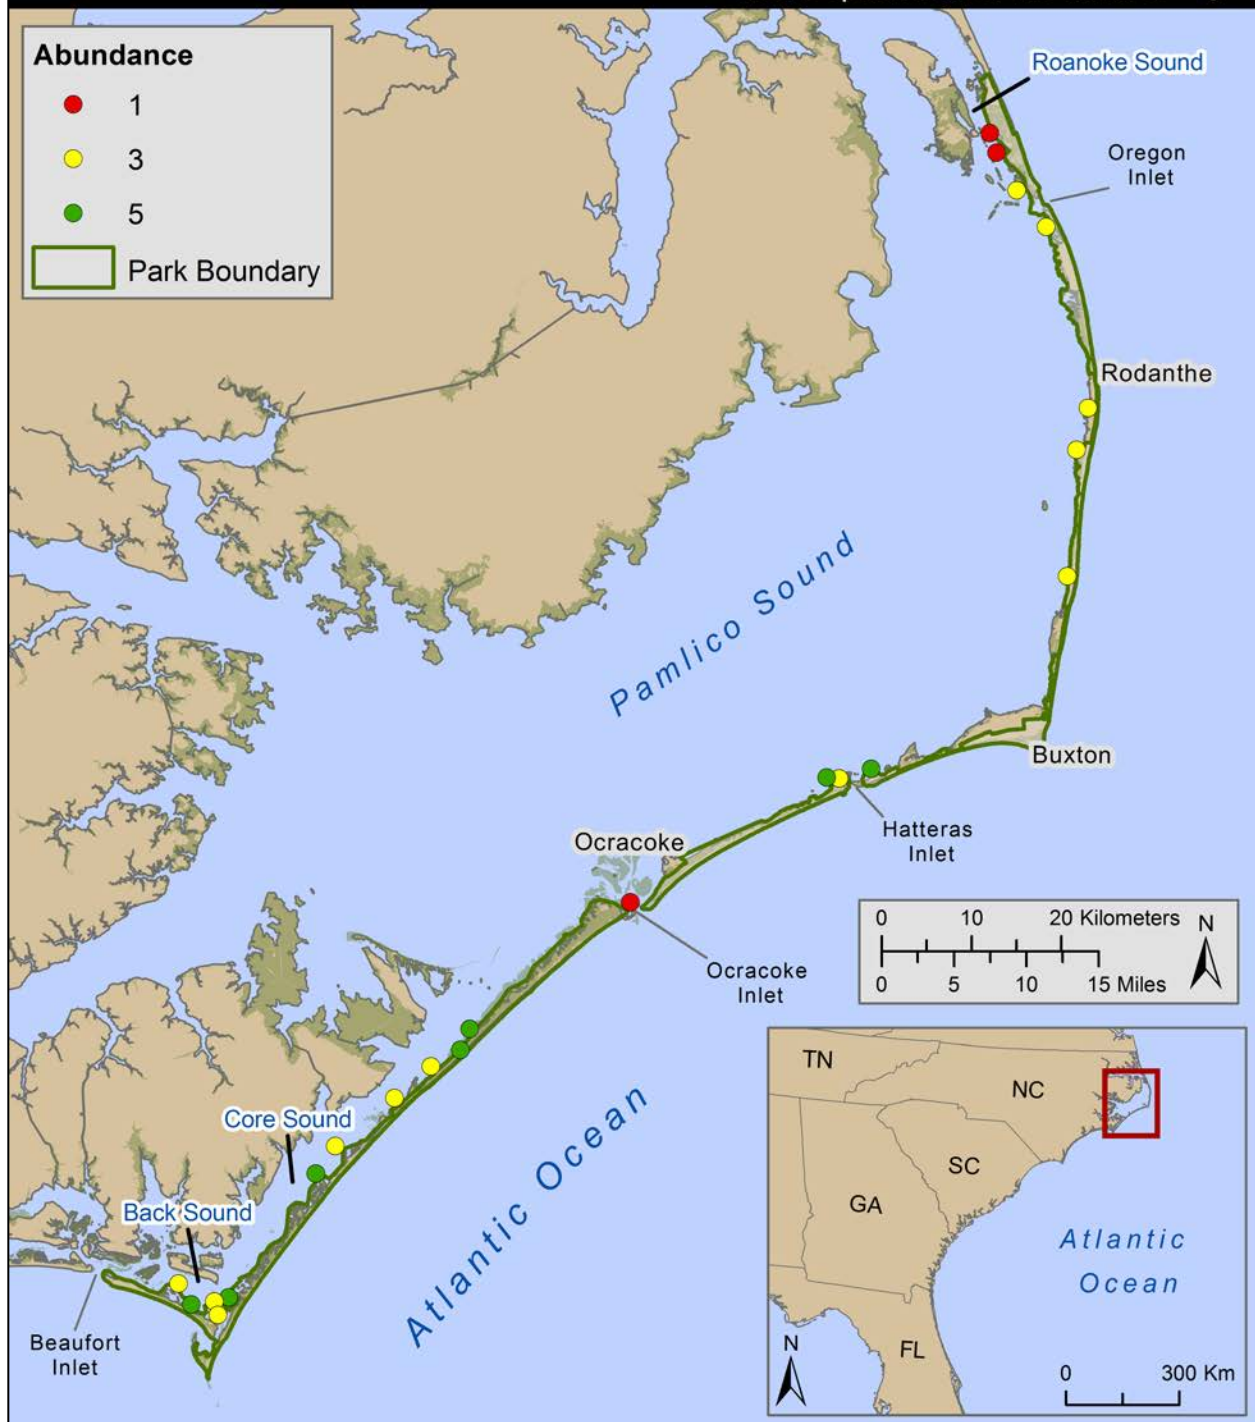 Abundance
1
3
5
Park Boundary
Roanoke Sound
Oregon
Inlet
Rodanthe
Pamlico Sound
Buxton
Hatteras
Inlet
Ocracoke
Ocracoke
Inlet
0 10 20 Kilometers
N
0 5 10 15 Miles
Core Sound
Back Sound
Atlantic Ocean
Beaufort
Inlet
TN
NC
SC
GA
Atlantic
Ocean
FL
N
0 300 Km